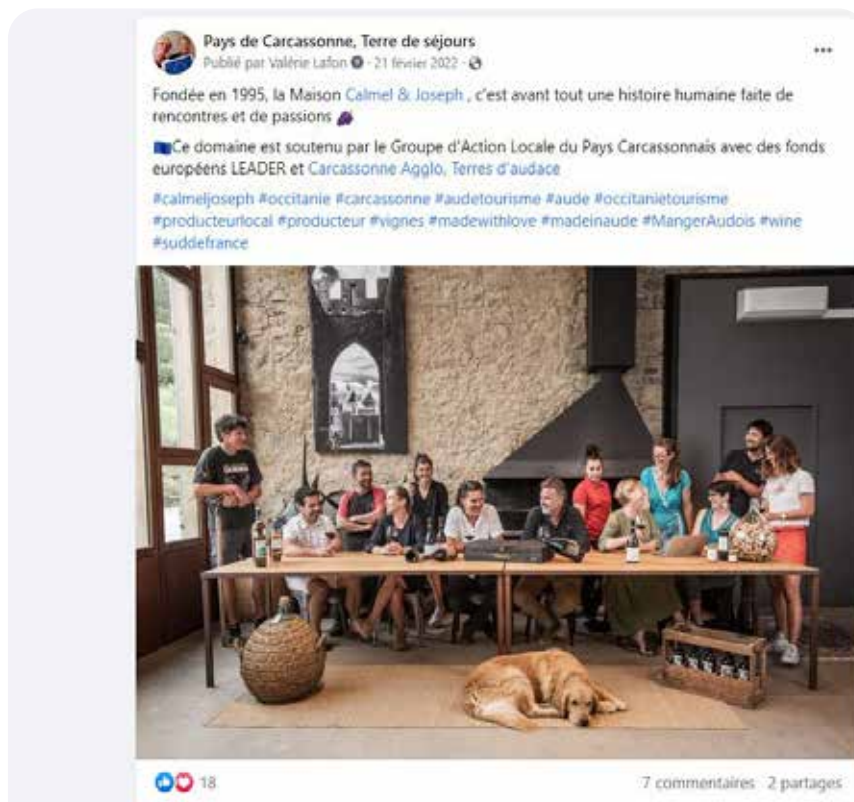 Pays de Carcassonne, Terre de séjours
Publié par Valérie Lafon · 21 février 2022 ·
Fondée en 1995, la Maison Calmel & Joseph , c'est avant tout une histoire humaine faite de
rencontres et de passions
Ce domaine est soutenu par le Groupe d'Action Locale du Pays Carcassonnais avec des fonds
européens LEADER et Carcassonne Agglo, Terres d'audace
#calmeljoseph #occitanie #carcassonne #audetourisme #aude #occitanietourisme
#producteurlocal #producteur #vignes #madewithlove #madeinaude #MangerAudois #wine
#suddefrance
18
7 commentaires 2 partages